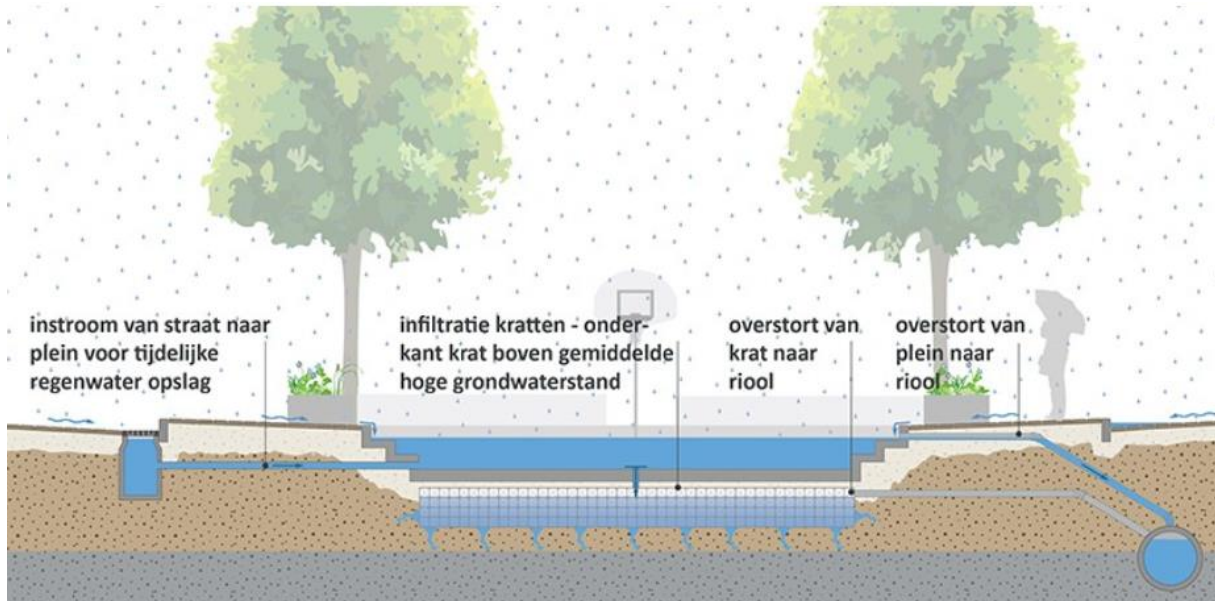 instroom van straat naar
plein voor tijdelijke
regenwater opslag
infiltratie kratten - onder-
kant krat boven gemiddelde
hoge grondwaterstand
overstort van
krat naar
riool
overstort van
plein naar
riool